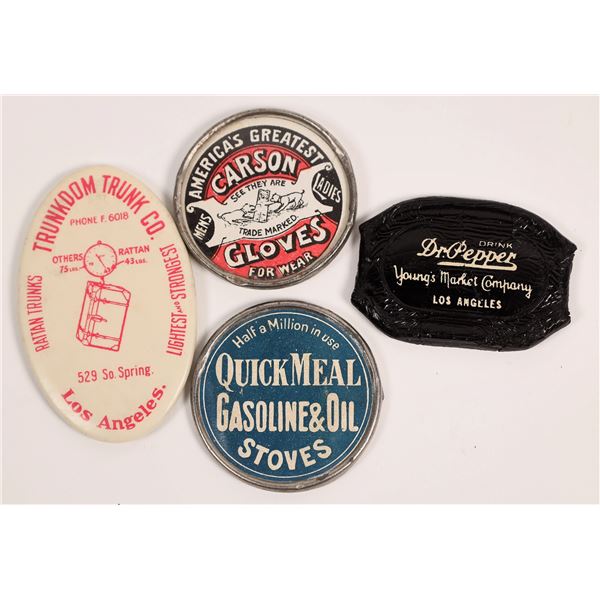 TRUNKDOM TRUNK CO.
PHONE F. 6018
OTHERS
75 LBS.
RATTAN
43 LBS.
RATTAN TRUNKS
LIGHTEST AND STRONGEST
529 So. Spring.
Los Angeles.
AMERICA'S GREATEST
CARSON
SEE THEY ARE
MEN'S
LADIES
TRADE MARKED
GLOVES
FOR WEAR
Half a Million in use
QUICK MEAL
GASOLINE & OIL
STOVES
DRINK
Dr. Pepper
Young's Market Company
LOS ANGELES